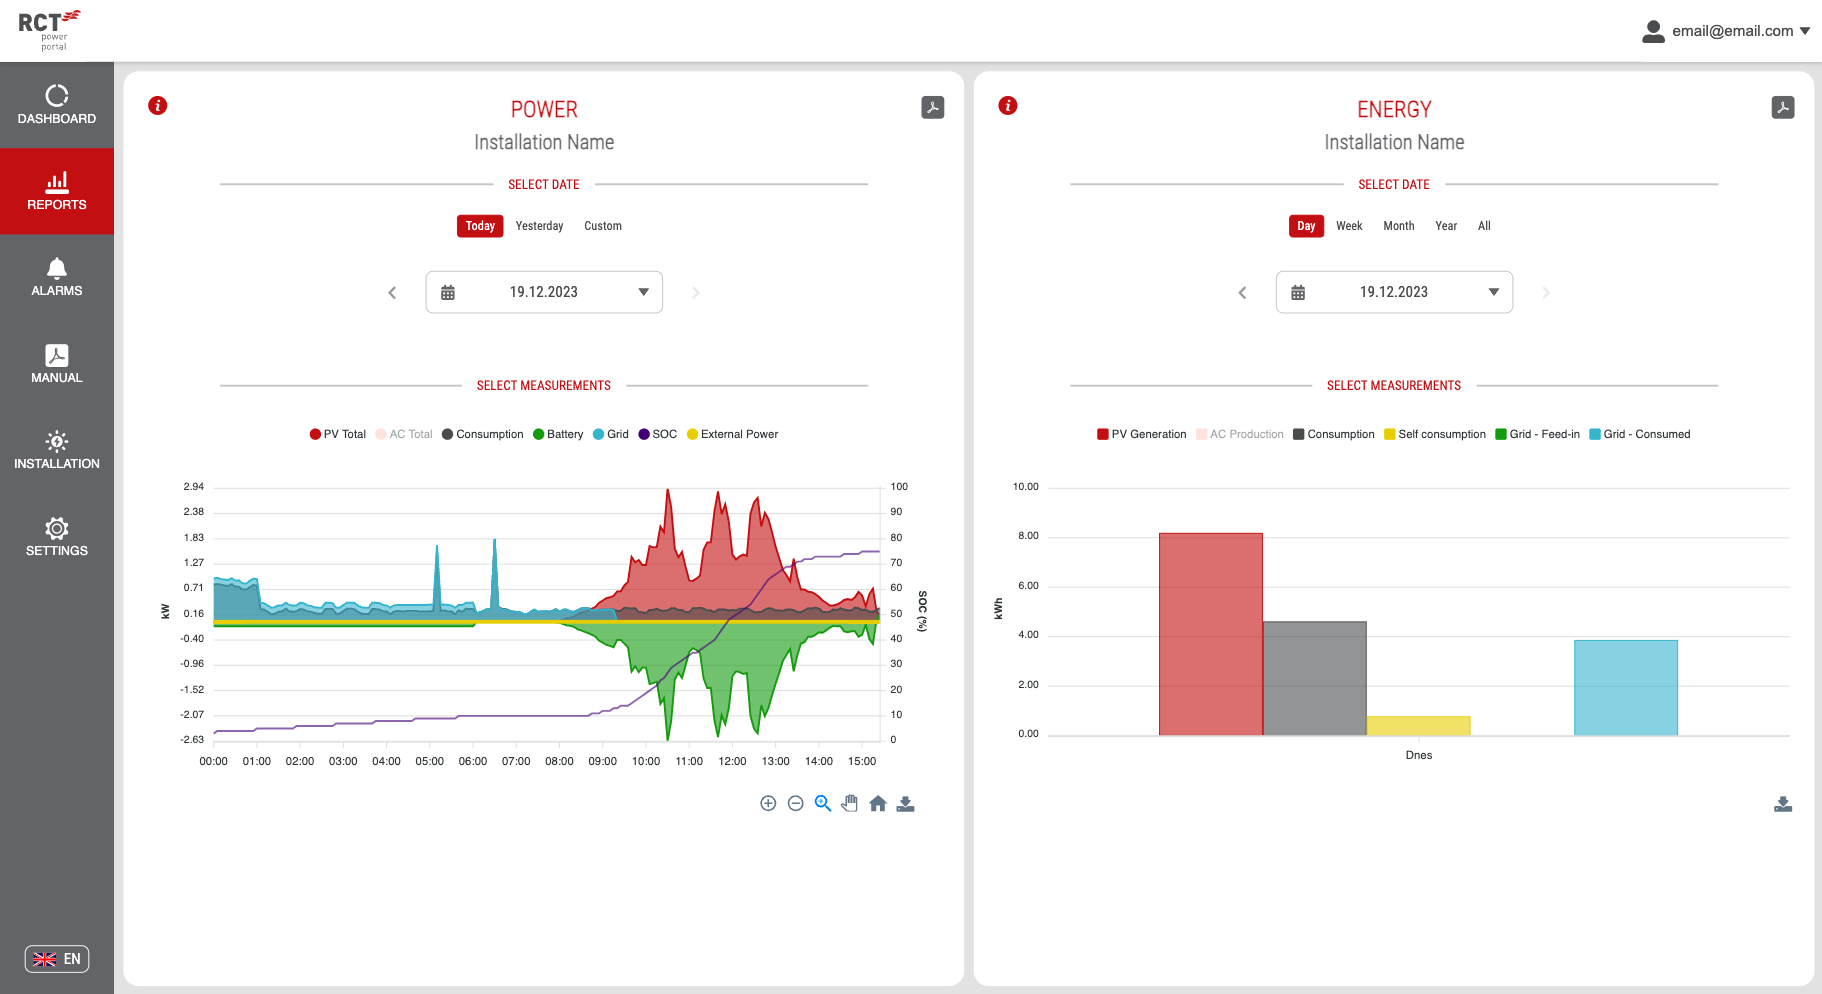 RCT
power
portal
email@email.com
DASHBOARD
REPORTS
ALARMS
MANUAL
INSTALLATION
SETTINGS
EN
POWER
Installation Name
SELECT DATE
Today Yesterday Custom
19.12.2023
SELECT MEASUREMENTS
PV Total AC Total Consumption Battery Grid SOC External Power
2.94
2.38
1.83
1.27
0.71
0.16
-0.40
-0.96
-1.52
-2.07
-2.63
kW
100
90
80
70
60
50
40
30
20
10
0
SOC (%)
00:00 01:00 02:00 03:00 04:00 05:00 06:00 07:00 08:00 09:00 10:00 11:00 12:00 13:00 14:00 15:00
ENERGY
Installation Name
SELECT DATE
Day Week Month Year All
19.12.2023
SELECT MEASUREMENTS
PV Generation AC Production Consumption Self consumption Grid - Feed-in Grid - Consumed
10.00
8.00
6.00
4.00
2.00
0.00
kWh
Dnes